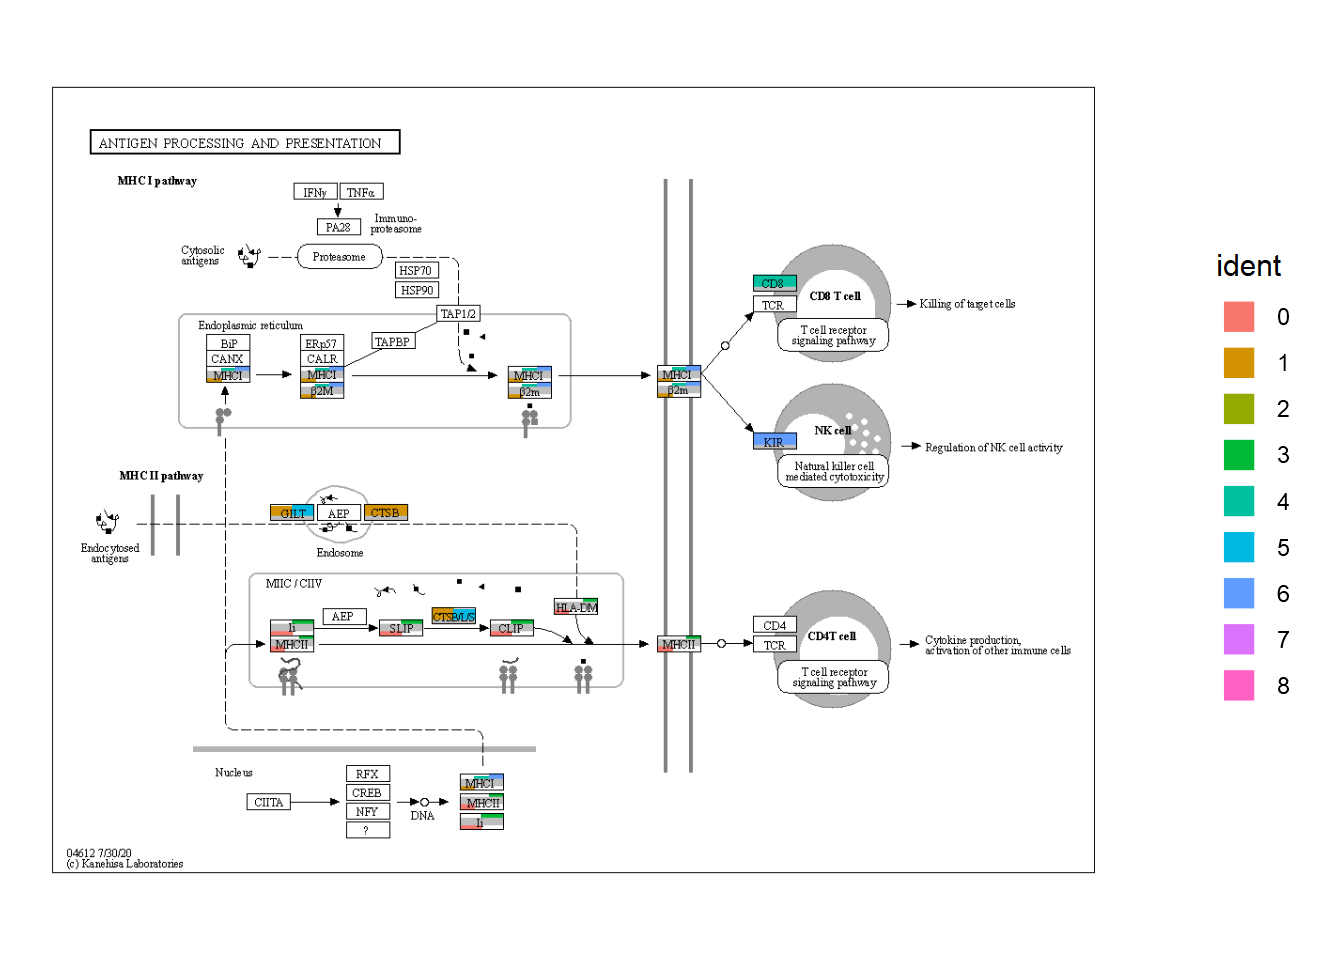 ANTIGEN PROCESSING AND PRESENTATION
MHC I pathway
IFNγ
TNFα
PA28
Immuno-
proteasome
Cytosolic
antigens
Proteasome
HSP70
HSP90
TAP1/2
Endoplasmic reticulum
BiP
CANX
MHCI
ERp57
CALR
MHCI
β2M
TAPBP
MHCI
β2m
MHCI
β2m
CD8
TCR
CD8 T cell
T cell receptor
signaling pathway
Killing of target cells
KIR
NK cell
Natural killer cell
mediated cytotoxicity
Regulation of NK cell activity
MHC II pathway
Endocytosed
antigens
GILT
AEP
CTSB
Endosome
MIIC / CIIV
Ii
MHCII
AEP
SLIP
CTSB/L/S
CLIP
HLA-DM
MHCII
CD4
TCR
CD4T cell
T cell receptor
signaling pathway
Cytokine production,
activation of other immune cells
Nucleus
CIITA
RFX
CREB
NFY
?
DNA
MHCI
MHCII
Ii
04612 7/30/20
(c) Kanehisa Laboratories
ident
0
1
2
3
4
5
6
7
8